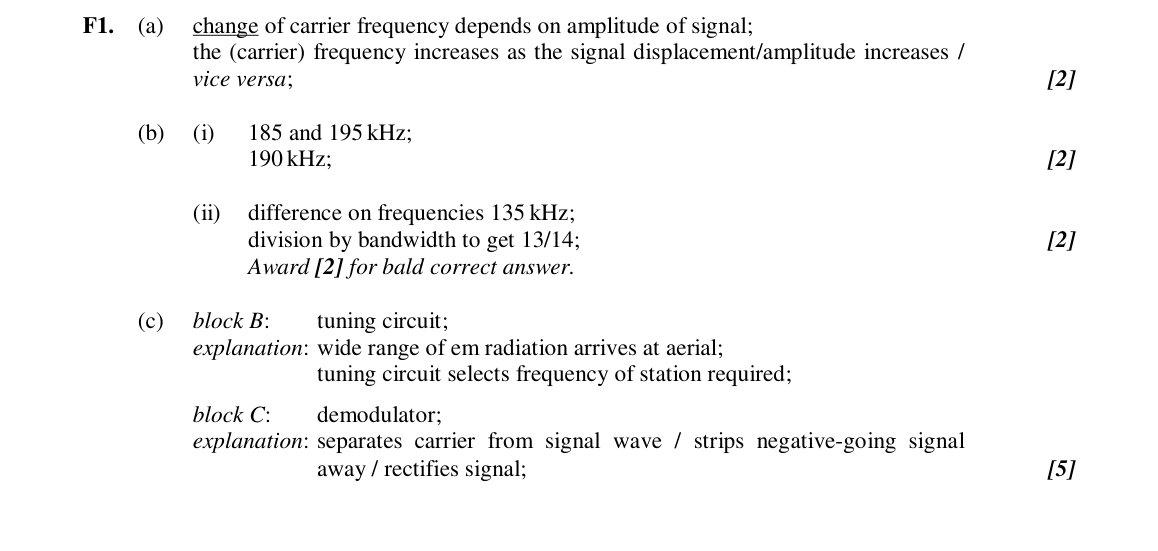 F1. (a) change of carrier frequency depends on amplitude of signal;
the (carrier) frequency increases as the signal displacement/amplitude increases /
vice versa; [2]
(b) (i) 185 and 195 kHz;
190 kHz; [2]
(ii) difference on frequencies 135 kHz;
division by bandwidth to get 13/14; [2]
Award [2] for bald correct answer.
(c) block B: tuning circuit;
explanation: wide range of em radiation arrives at aerial;
tuning circuit selects frequency of station required;
block C: demodulator;
explanation: separates carrier from signal wave / strips negative-going signal
away / rectifies signal; [5]